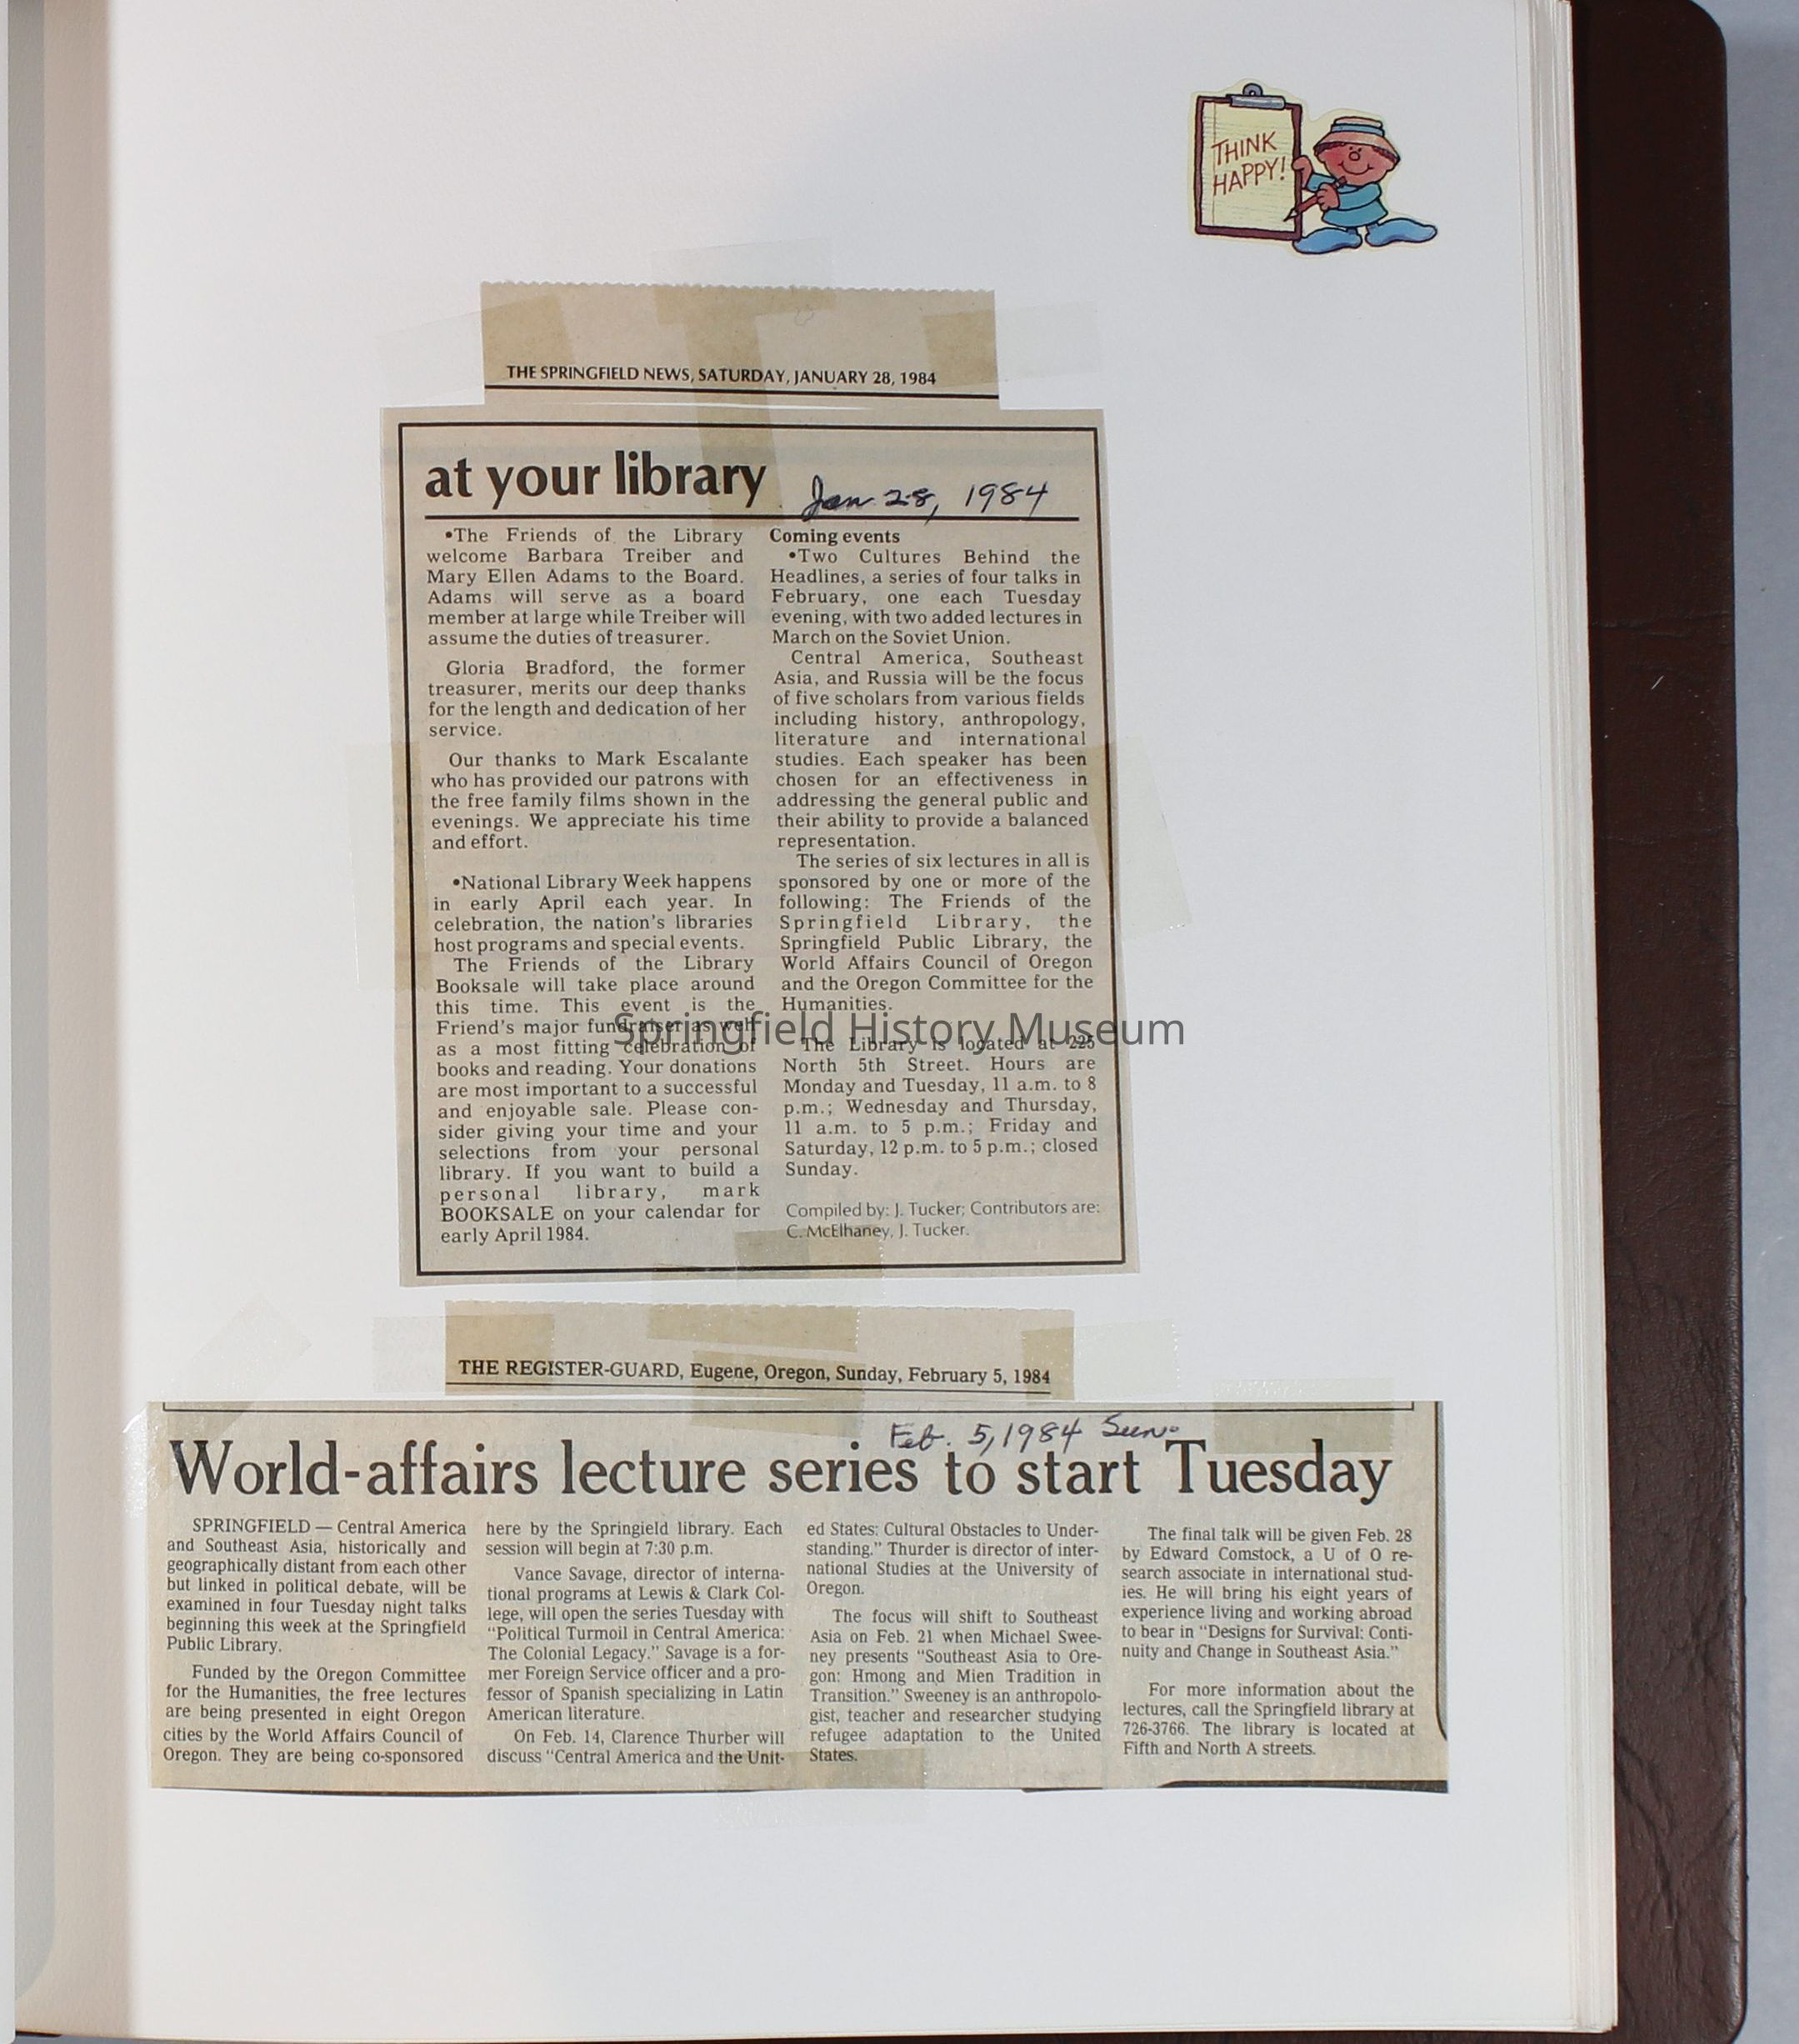 THINK
HAPPY!
THE SPRINGFIELD NEWS, SATURDAY, JANUARY 28, 1984
at your library
Jan 28, 1984
•The Friends of the Library
welcome Barbara Treiber and
Mary Ellen Adams to the Board.
Adams will serve as a board
member at large while Treiber will
assume the duties of treasurer.
Gloria Bradford, the former
treasurer, merits our deep thanks
for the length and dedication of her
service.
Our thanks to Mark Escalante
who has provided our patrons with
the free family films shown in the
evenings. We appreciate his time
and effort.
•National Library Week happens
in early April each year. In
celebration, the nation's libraries
host programs and special events.
The Friends of the Library
Booksale will take place around
this time. This event is the
Friend's major fundraiser as well
as a most fitting celebration of
books and reading. Your donations
are most important to a successful
and enjoyable sale. Please con-
sider giving your time and your
selections from your personal
library. If you want to build a
personal library, mark
BOOKSALE on your calendar for
early April 1984.
Coming events
•Two Cultures Behind the
Headlines, a series of four talks in
February, one each Tuesday
evening, with two added lectures in
March on the Soviet Union.
Central America, Southeast
Asia, and Russia will be the focus
of five scholars from various fields
including history, anthropology,
literature and international
studies. Each speaker has been
chosen for an effectiveness in
addressing the general public and
their ability to provide a balanced
representation.
The series of six lectures in all is
sponsored by one or more of the
following: The Friends of the
Springfield Library, the
Springfield Public Library, the
World Affairs Council of Oregon
and the Oregon Committee for the
Humanities.
The Library is located at 225
North 5th Street. Hours are
Monday and Tuesday, 11 a.m. to 8
p.m.; Wednesday and Thursday,
11 a.m. to 5 p.m.; Friday and
Saturday, 12 p.m. to 5 p.m.; closed
Sunday.
Compiled by: J. Tucker; Contributors are:
C. McElhaney, J. Tucker.
Springfield History Museum
THE REGISTER-GUARD, Eugene, Oregon, Sunday, February 5, 1984
Feb. 5, 1984 Sun.
World-affairs lecture series to start Tuesday
SPRINGFIELD — Central America
and Southeast Asia, historically and
geographically distant from each other
but linked in political debate, will be
examined in four Tuesday night talks
beginning this week at the Springfield
Public Library.
Funded by the Oregon Committee
for the Humanities, the free lectures
are being presented in eight Oregon
cities by the World Affairs Council of
Oregon. They are being co-sponsored
here by the Springield library. Each
session will begin at 7:30 p.m.
Vance Savage, director of interna-
tional programs at Lewis & Clark Col-
lege, will open the series Tuesday with
"Political Turmoil in Central America:
The Colonial Legacy." Savage is a for-
mer Foreign Service officer and a pro-
fessor of Spanish specializing in Latin
American literature.
On Feb. 14, Clarence Thurber will
discuss "Central America and the Unit-
ed States: Cultural Obstacles to Under-
standing." Thurder is director of inter-
national Studies at the University of
Oregon.
The focus will shift to Southeast
Asia on Feb. 21 when Michael Swee-
ney presents "Southeast Asia to Ore-
gon: Hmong and Mien Tradition in
Transition." Sweeney is an anthropolo-
gist, teacher and researcher studying
refugee adaptation to the United
States.
The final talk will be given Feb. 28
by Edward Comstock, a U of O re-
search associate in international stud-
ies. He will bring his eight years of
experience living and working abroad
to bear in "Designs for Survival: Conti-
nuity and Change in Southeast Asia."
For more information about the
lectures, call the Springfield library at
726-3766. The library is located at
Fifth and North A streets.